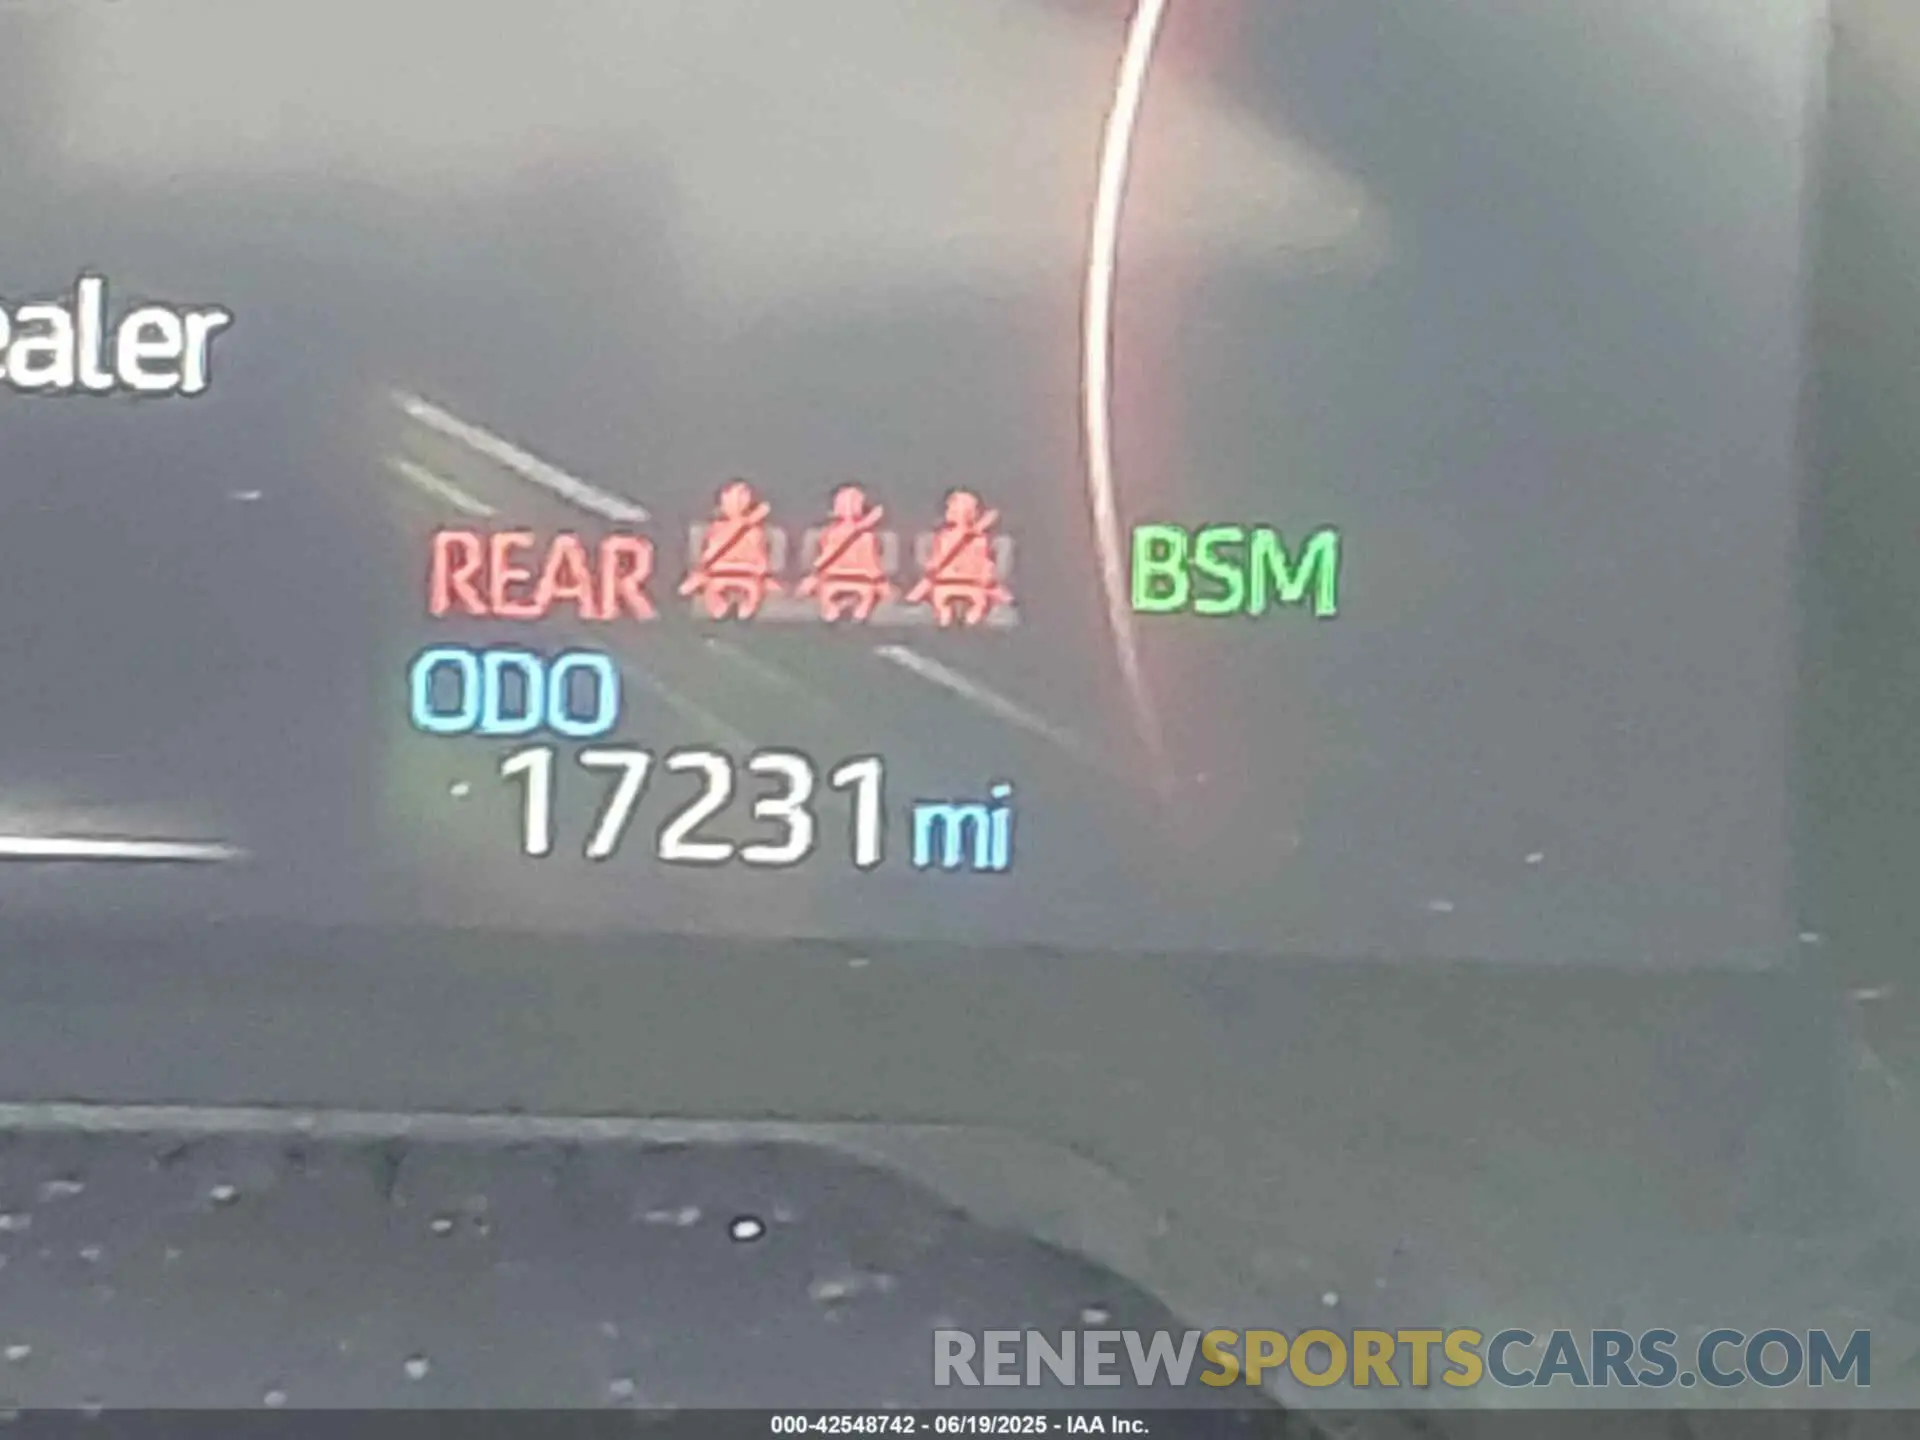 ealer
REAR BSM
ODO
17231 mi
RENEWSPORTSCARS.COM
000-42548742 - 06/19/2025 - IAA Inc.